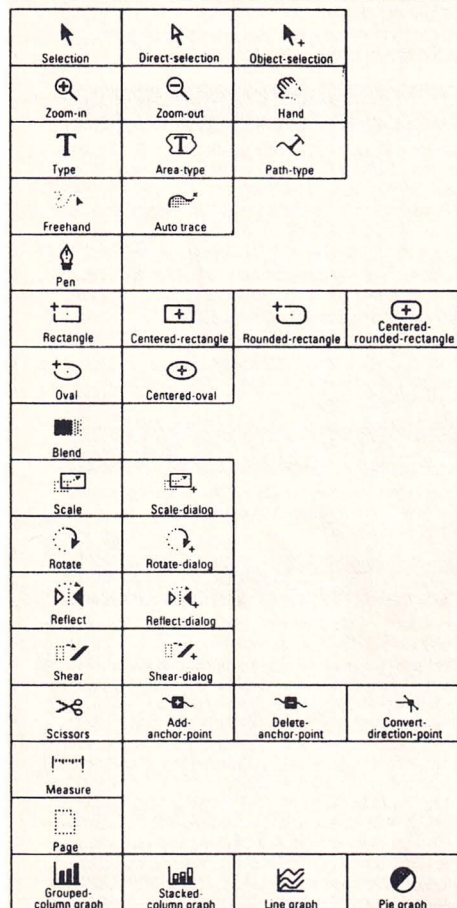 Selection Direct-selection Object-selection
Zoom-in Zoom-out Hand
T T T
Type Area-type Path-type
Freehand Auto trace
Pen
Rectangle Centered-rectangle Rounded-rectangle Centered-
rounded-rectangle
Oval Centered-oval
Blend
Scale Scale-dialog
Rotate Rotate-dialog
Reflect Reflect-dialog
Shear Shear-dialog
Scissors Add-
anchor-point Delete-
anchor-point Convert-
direction-point
Measure
Page
Grouped-
column graph Stacked-
column graph Line graph Pie graph